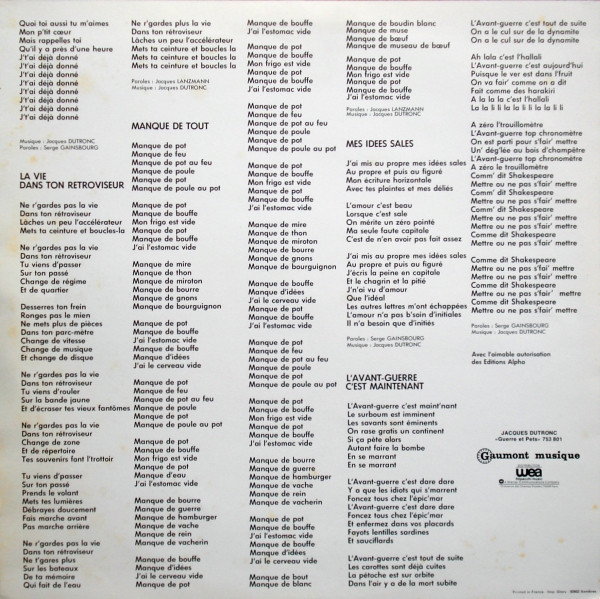 Quoi toi aussi tu m'aimes
Mon p'tit cœur
Mais rappelles toi
Qu'il y a près d'une heure
J'Y'ai déjà donné
J'Y'ai déjà donné
J'Y'ai déjà donné
J'Y'ai déjà donné
J'Y'ai déjà donné
J'Y'ai déjà donné
J'Y'ai déjà donné
J'Y'ai déjà donné
Musique : Jacques DUTRONC
Paroles : Serge GAINSBOURG
LA VIE
DANS TON RETROVISEUR
Ne r'gardes pas la vie
Dans ton rétroviseur
Lâches un peu l'accélérateur
Mets ta ceinture et boucles-la
Ne r'gardes pas la vie
Dans ton rétroviseur
Tu viens d'passer
Sur ton passé
Change de régime
Et de quartier
Desserres ton frein
Ranges pas le mien
Ne mets plus de pièces
Dans ton parc-mètre
Change de vitesse
Change de musique
Et change de disque
Ne r'gardes pas la vie
Dans ton rétroviseur
Tu viens d'rouler
Sur la bande jaune
Et d'écraser tes vieux fantômes
Ne r'gardes pas la vie
Dans ton rétroviseur
Change de zone
Et de répertoire
Tes souvenirs font l'trottoir
Tu viens d'passer
Sur ton passé
Prends le volant
Mets tes lumières
Débrayes doucement
Fais marche avant
Pas marche arrière
Ne r'gardes pas la vie
Dans ton rétroviseur
Ne t'gares plus
Sur les bateaux
De ta mémoire
Qui fait de l'eau
Ne r'gardes plus la vie
Dans ton rétroviseur
Lâches un peu l'accélérateur
Mets ta ceinture et boucles la
Mets ta ceinture et boucles la
Mets ta ceinture et boucles la
Paroles : Jacques LANZMANN
Musique : Jacques DUTRONC
MANQUE DE TOUT
Manque de pot
Manque de feu
Manque de pot au feu
Manque de poule
Manque de pot
Manque de poule au pot
Manque de pot
Manque de bouffe
Mon frigo est vide
Manque de pot
Manque de bouffe
J'ai l'estomac vide
Manque de mire
Manque de thon
Manque de miroton
Manque de bourre
Manque de gnons
Manque de bourguignon
Manque de pot
Manque de bouffe
J'ai l'estomac vide
Manque de bouffe
Manque d'idées
J'ai le cerveau vide
Manque de pot
Manque de feu
Manque de pot au feu
Manque de poule
Manque de pot
Manque de poule au pot
Manque de pot
Manque de bouffe
J'ai l'estomac vide
Manque de pot
Manque d'eau
J'ai l'estomac vide
Manque de bourre
Manque de guerre
Manque de hamburger
Manque de vache
Manque de rein
Manque de vacherin
Manque de bouffe
Manque d'idées
J'ai le cerveau vide
Manque de pot
Manque de bouffe
J'ai l'estomac vide
Manque de pot
Manque de bouffe
Mon frigo est vide
Manque de pot
Manque de bouffe
J'ai l'estomac vide
Manque de pot
Manque de feu
Manque de pot au feu
Manque de poule
Manque de pot
Manque de poule au pot
Manque de pot
Manque de bouffe
Mon frigo est vide
Manque de pot
Manque de bouffe
J'ai l'estomac vide
Manque de mire
Manque de thon
Manque de miroton
Manque de bourre
Manque de gnons
Manque de bourguignon
Manque de bouffe
Manque d'idées
J'ai le cerveau vide
Manque de pot
Manque de bouffe
J'ai l'estomac vide
Manque de pot
Manque de feu
Manque de pot au feu
Manque de poule
Manque de pot
Manque de poule au pot
Manque de pot
Manque de bouffe
J'ai l'estomac vide
Manque de pot
Manque de bouffe
J'ai l'estomac vide
Manque de bourre
Manque de guerre
Manque de hamburger
Manque de vache
Manque de rein
Manque de vacherin
Manque de pot
Manque de bouffe
J'ai l'estomac vide
Manque de bouffe
Manque d'idées
J'ai le cerveau vide
Manque de bout
Manque de blanc
Manque de boudin blanc
Manque de muse
Manque de bœuf
Manque de museau de bœuf
Manque de pot
Manque de bouffe
Mon frigo est vide
Manque de pot
Manque de bouffe
J'ai l'estomac vide
Paroles : Jacques LANZMANN
Musique : Jacques DUTRONC
MES IDEES SALES
J'ai mis au propre mes idées sales
Au propre et puis au figuré
Mon écriture horizontale
Avec tes plaintes et mes déliés
L'amour c'est beau
Lorsque c'est sale
On mérite un zéro pointé
Ma seule faute capitale
C'est de n'en avoir pas fait assez
J'ai mis au propre mes idées sales
Au propre et puis au figuré
J'écris la peine en capitale
Et le chagrin et la pitié
J'n'ai vu d'amour
Que l'idéal
Les autres lettres m'ont échappées
L'amour n'a pas b'soin d'initiales
Il n'a besoin que d'initiés
Paroles : Serge GAINSBOURG
Musique : Jacques DUTRONC
L'AVANT-GUERRE
C'EST MAINTENANT
L'Avant-guerre c'est maint'nant
Le surboum est imminent
Les savants sont éminents
On rase gratis un continent
Si ça pète alors
Autant faire la bombe
En se marrant
En se marrant
L'Avant-guerre c'est dare dare
Y a que les idiots qui s'marrent
Foncez tous chez l'épic'mar
L'Avant-guerre c'est dare dare
Foncez tous chez l'épic'mar
Et enfermez dans vos placards
Fayots lentilles sardines
Et sauciflards
L'Avant-guerre c'est tout de suite
Les carottes sont déjà cuites
La pétoche est sur orbite
Dans l'air y a de la mort subite
L'Avant-guerre c'est tout de suite
On a le cul sur de la dynamite
On a le cul sur de la dynamite
Ah lala c'est l'hallali
L'Avant-guerre c'est aujourd'hui
Puisque le ver est dans l'fruit
On va fair' comme on a dit
Fait comme des harakiri
A la la la c'est l'hallali
La la li li la la li li la li li
A zéro l'trouillomètre
L'Avant-guerre top chronomètre
On est parti pour s'fair' mettre
Un' dég'lée au bois d'champêtre
L'Avant-guerre top chronomètre
A zéro le trouillomètre
Comm' dit Shakespeare
Mettre ou ne pas s'fair' mettre
Comm' dit Shakespeare
Mettre ou ne pas s'fair' mettre
Comm' dit Shakespeare
Mettre ou ne pas s'fair' mettre
Comm' dit Shakespeare
Mettre ou ne pas s'fair' mettre
Comme dit Shakespeare
Mettre ou ne pas s'fair' mettre
Comme dit Shakespeare
Mettre ou ne pas s'fair' mettre
Comme dit Shakespeare
Mettre ou ne pas s'fair' mettre
Paroles : Serge GAINSBOURG
Musique : Jacques DUTRONC
Avec l'aimable autorisation
des Editions Alpha
JACQUES DUTRONC
«Guerre et Pets» 753 801
Gaumont musique
wea